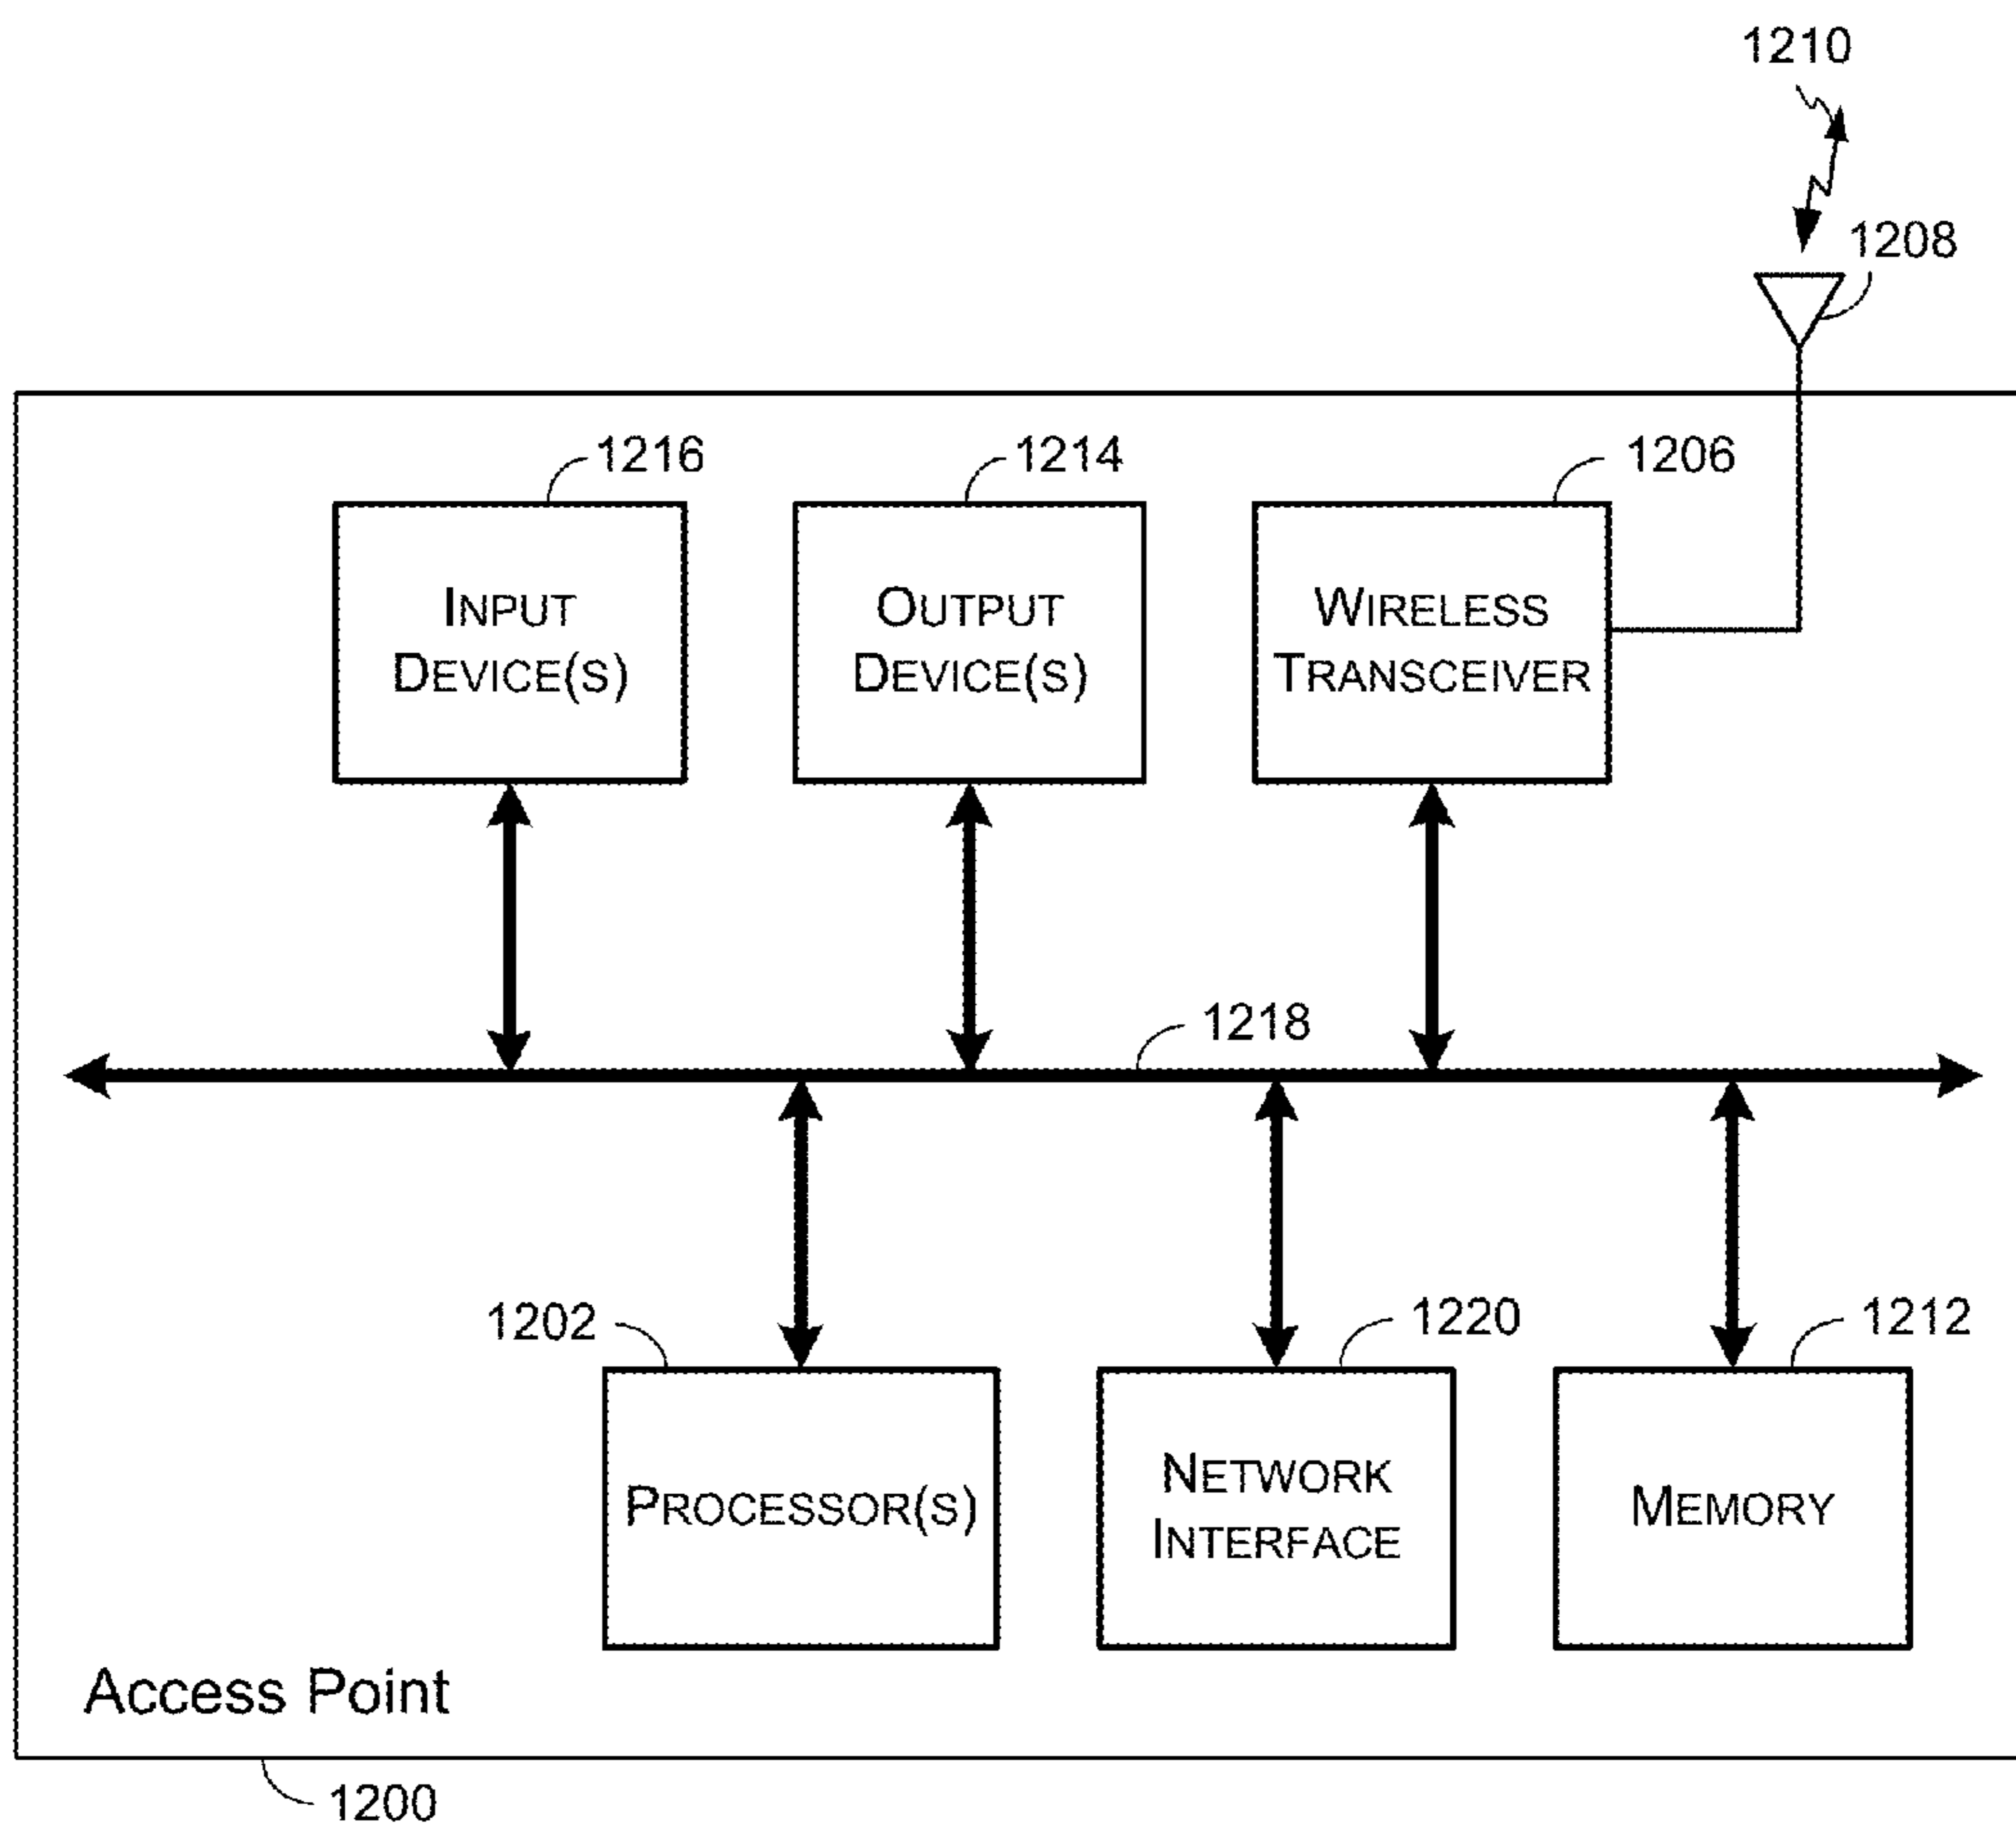 1210
1208
1216
1214
1206
INPUT
DEVICE(S)
OUTPUT
DEVICE(S)
WIRELESS
TRANSCEIVER
1218
1202
1220
1212
PROCESSOR(S)
NETWORK
INTERFACE
MEMORY
Access Point
1200